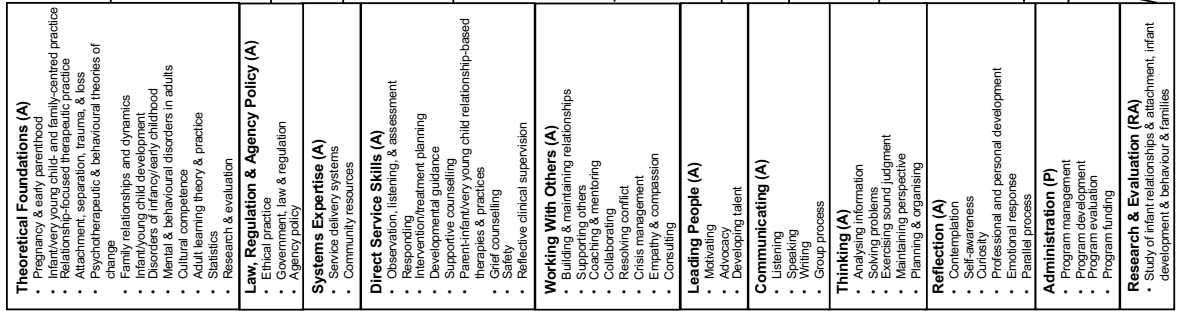 Theoretical Foundations (A)
• Pregnancy & early parenthood
• Infant/very young child- and family-centred practice
• Relationship-focused therapeutic practice
• Attachment, separation, trauma, & loss
• Psychotherapeutic & behavioural theories of
change
• Family relationships and dynamics
• Infant/young child development
• Disorders of infancy/early childhood
• Mental & behavioural disorders in adults
• Cultural competence
• Adult learning theory & practice
• Statistics
• Research & evaluation
Law, Regulation & Agency Policy (A)
• Ethical practice
• Government, law & regulation
• Agency policy
Systems Expertise (A)
• Service delivery systems
• Community resources
Direct Service Skills (A)
• Observation, listening, & assessment
• Responding
• Intervention/treatment planning
• Developmental guidance
• Supportive counselling
• Parent-infant/very young child relationship-based
therapies & practices
• Grief counselling
• Safety
• Reflective clinical supervision
Working With Others (A)
• Building & maintaining relationships
• Supporting others
• Coaching & mentoring
• Collaborating
• Resolving conflict
• Crisis management
• Empathy & compassion
• Consulting
Leading People (A)
• Motivating
• Advocacy
• Developing talent
Communicating (A)
• Listening
• Speaking
• Writing
• Group process
Thinking (A)
• Analysing information
• Solving problems
• Exercising sound judgment
• Maintaining perspective
• Planning & organising
Reflection (A)
• Contemplation
• Self-awareness
• Curiosity
• Professional and personal development
• Emotional response
• Parallel process
Administration (P)
• Program management
• Program development
• Program evaluation
• Program funding
Research & Evaluation (RA)
• Study of infant relationships & attachment, infant
development & behaviour & families